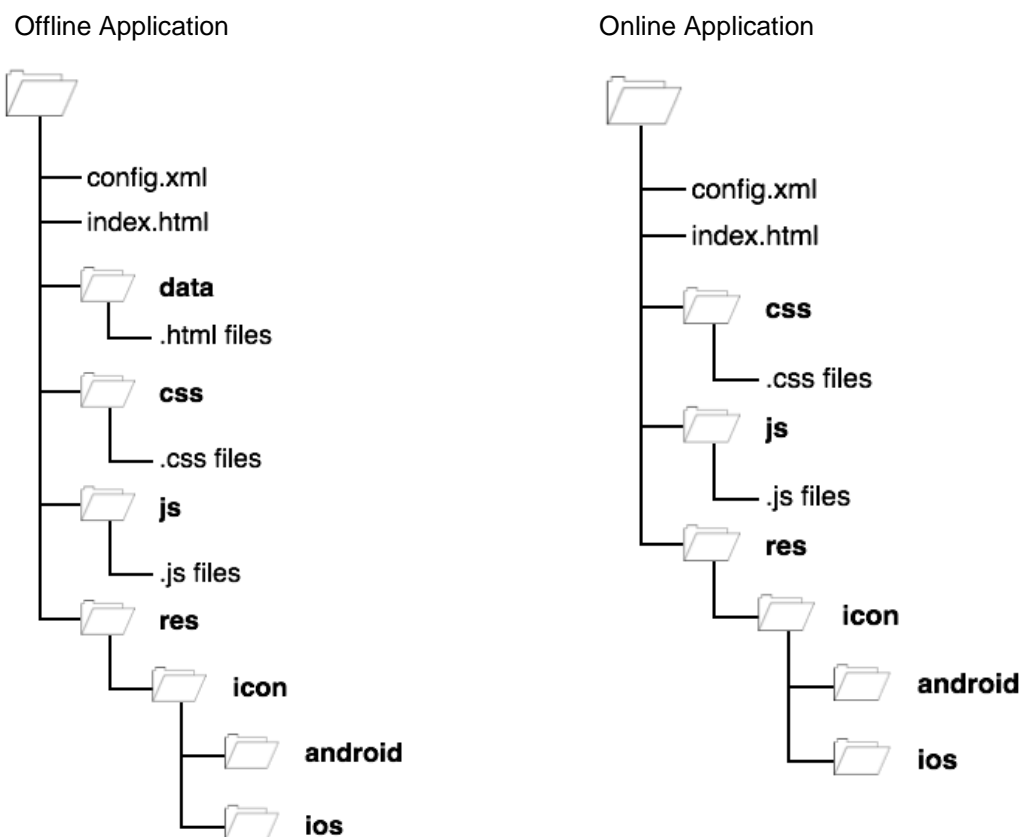 Offline Application
config.xml
index.html
data
.html files
css
.css files
js
.js files
res
icon
android
ios
Online Application
config.xml
index.html
css
.css files
js
.js files
res
icon
android
ios